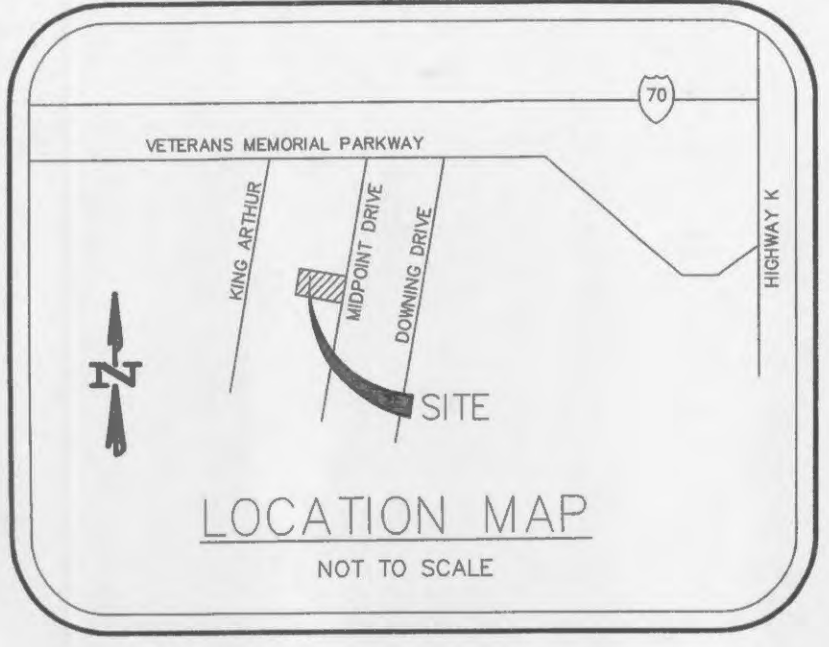 70
VETERANS MEMORIAL PARKWAY
KING ARTHUR
MIDPOINT DRIVE
DOWNING DRIVE
HIGHWAY K
N
SITE
LOCATION MAP
NOT TO SCALE